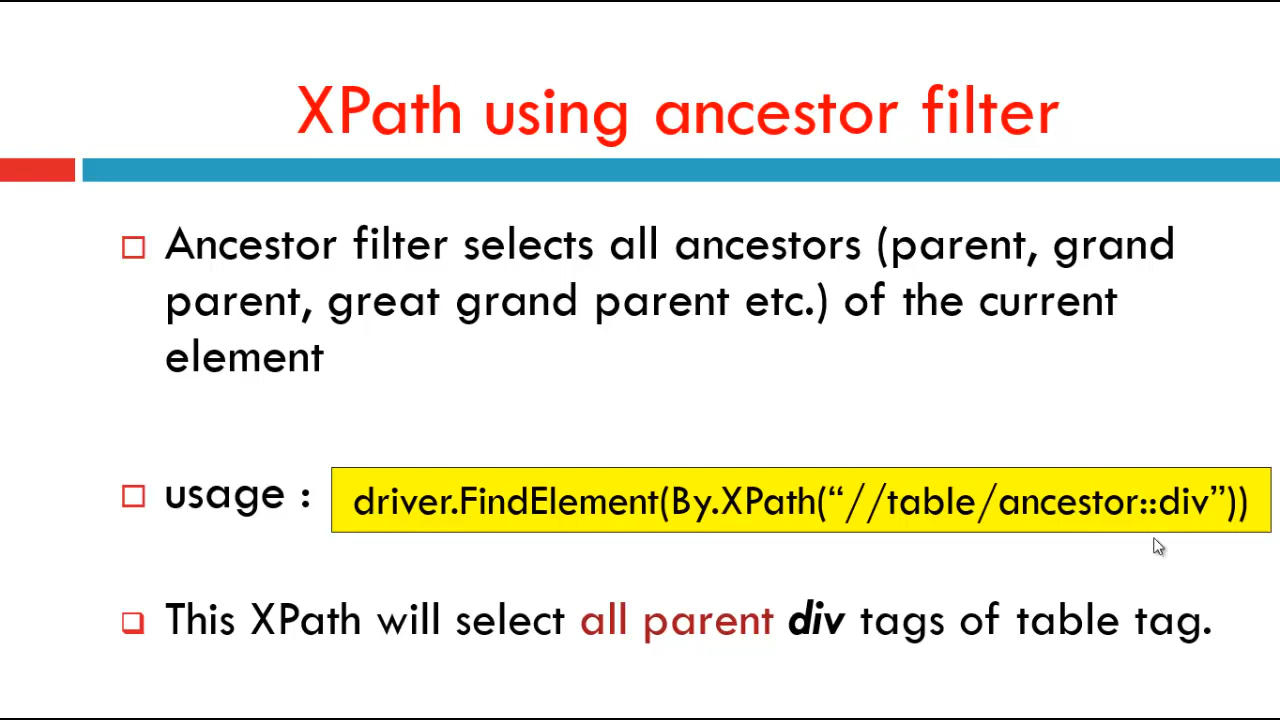 XPath using ancestor filter
Ancestor filter selects all ancestors (parent, grand
parent, great grand parent etc.) of the current
element
usage : driver.FindElement(By.XPath(“//table/ancestor::div”))
This XPath will select all parent div tags of table tag.